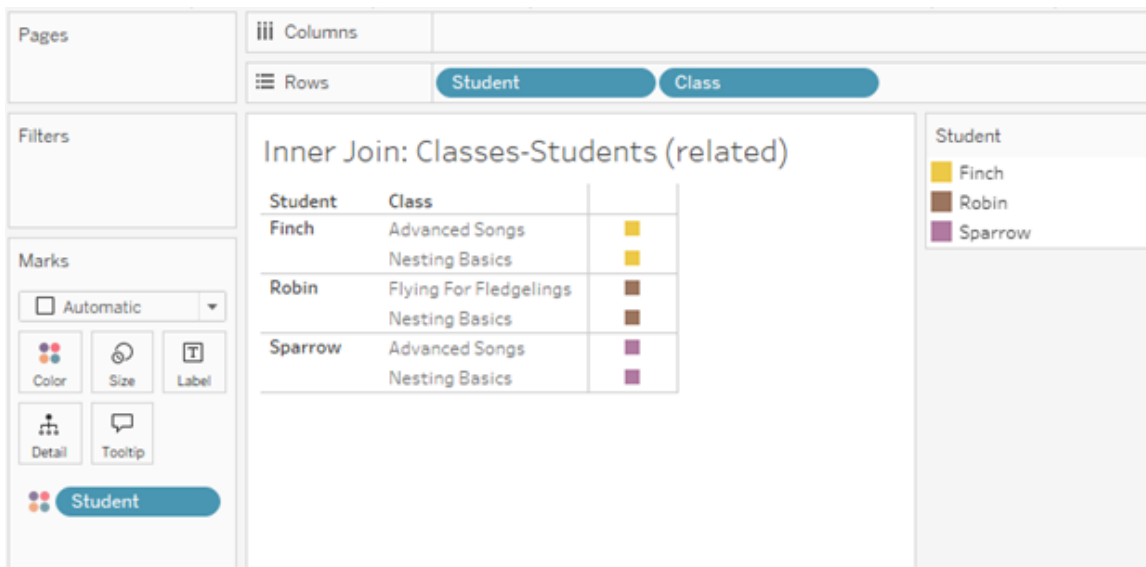 Pages
Columns
Rows
Student
Class
Filters
Inner Join: Classes-Students (related)
Student Class
Finch Advanced Songs
Nesting Basics
Robin Flying For Fledgelings
Nesting Basics
Sparrow Advanced Songs
Nesting Basics
Marks
Automatic
Color Size Label
Detail Tooltip
Student
Student
Finch
Robin
Sparrow